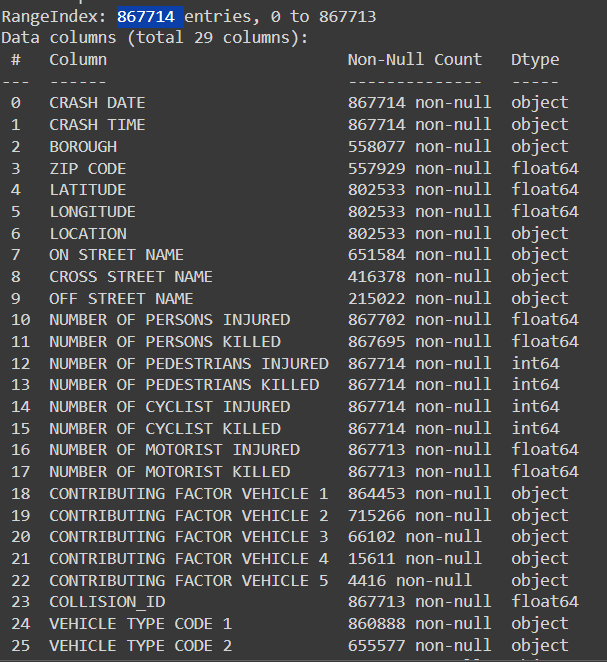 RangeIndex: 867714 entries, 0 to 867713
Data columns (total 29 columns):
 #   Column                         Non-Null Count   Dtype
---  ------                         --------------   -----
 0   CRASH DATE                     867714 non-null  object
 1   CRASH TIME                     867714 non-null  object
 2   BOROUGH                        558077 non-null  object
 3   ZIP CODE                       557929 non-null  float64
 4   LATITUDE                       802533 non-null  float64
 5   LONGITUDE                      802533 non-null  float64
 6   LOCATION                       802533 non-null  object
 7   ON STREET NAME                 651584 non-null  object
 8   CROSS STREET NAME              416378 non-null  object
 9   OFF STREET NAME                215022 non-null  object
 10  NUMBER OF PERSONS INJURED      867702 non-null  float64
 11  NUMBER OF PERSONS KILLED       867695 non-null  float64
 12  NUMBER OF PEDESTRIANS INJURED  867714 non-null  int64
 13  NUMBER OF PEDESTRIANS KILLED   867714 non-null  int64
 14  NUMBER OF CYCLIST INJURED      867714 non-null  int64
 15  NUMBER OF CYCLIST KILLED       867714 non-null  int64
 16  NUMBER OF MOTORIST INJURED     867713 non-null  float64
 17  NUMBER OF MOTORIST KILLED      867713 non-null  float64
 18  CONTRIBUTING FACTOR VEHICLE 1  864453 non-null  object
 19  CONTRIBUTING FACTOR VEHICLE 2  715266 non-null  object
 20  CONTRIBUTING FACTOR VEHICLE 3  66102 non-null   object
 21  CONTRIBUTING FACTOR VEHICLE 4  15611 non-null   object
 22  CONTRIBUTING FACTOR VEHICLE 5  4416 non-null    object
 23  COLLISION_ID                   867713 non-null  float64
 24  VEHICLE TYPE CODE 1            860888 non-null  object
 25  VEHICLE TYPE CODE 2            655577 non-null  object